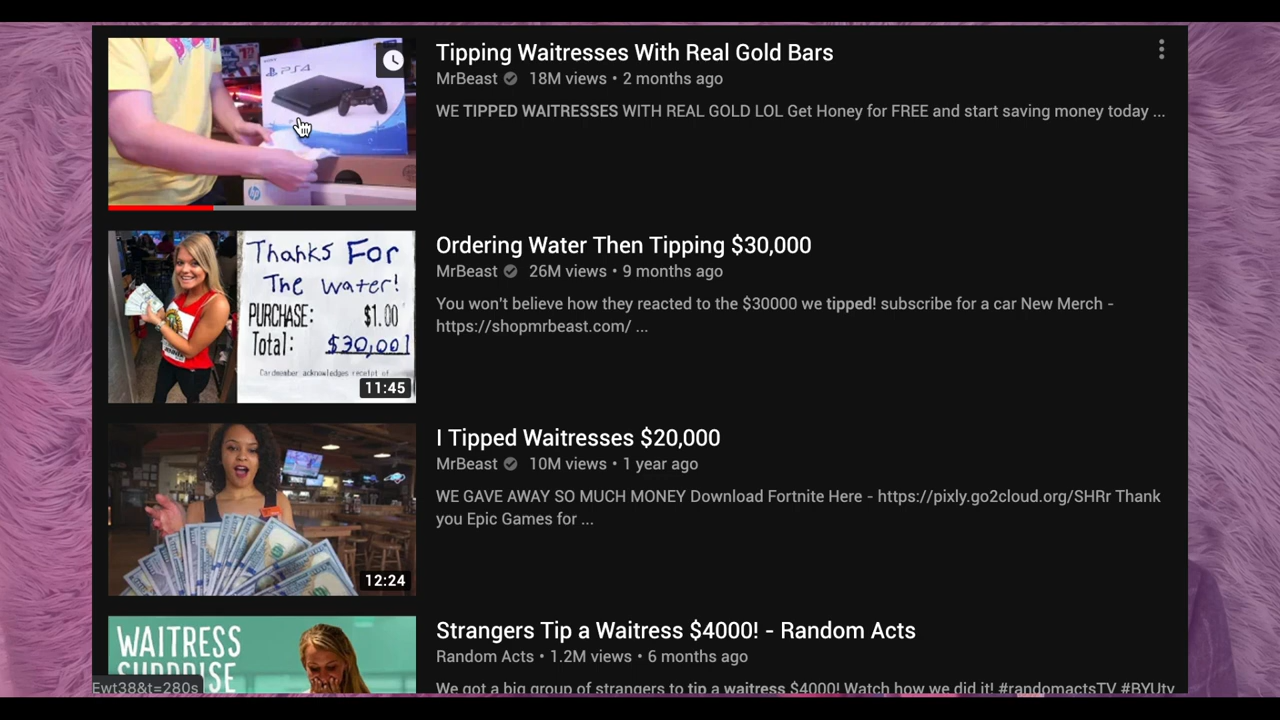 PS4
Tipping Waitresses With Real Gold Bars
MrBeast 18M views • 2 months ago
WE TIPPED WAITRESSES WITH REAL GOLD LOL Get Honey for FREE and start saving money today ...
hp
Thanks For
The Water!
PURCHASE: $1.00
Total: $30,001
Cardmember acknowledges receipt of
11:45
Ordering Water Then Tipping $30,000
MrBeast 26M views • 9 months ago
You won't believe how they reacted to the $30000 we tipped! subscribe for a car New Merch -
https://shopmrbeast.com/ ...
12:24
I Tipped Waitresses $20,000
MrBeast 10M views • 1 year ago
WE GAVE AWAY SO MUCH MONEY Download Fortnite Here - https://pixly.go2cloud.org/SHRr Thank
you Epic Games for ...
WAITRESS
SURPRISE
Strangers Tip a Waitress $4000! - Random Acts
Random Acts • 1.2M views • 6 months ago
We got a big group of strangers to tip a waitress $4000! Watch how we did it! #randomactsTV #BYUtv
Ewt38&t=280s